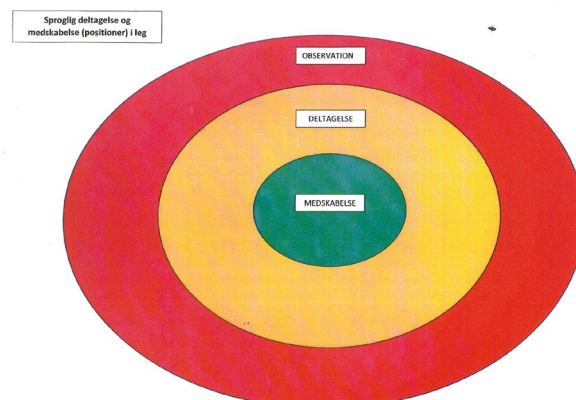 Sproglig deltagelse og
medskabelse (positioner) i leg
OBSERVATION
DELTAGELSE
MEDSKABELSE